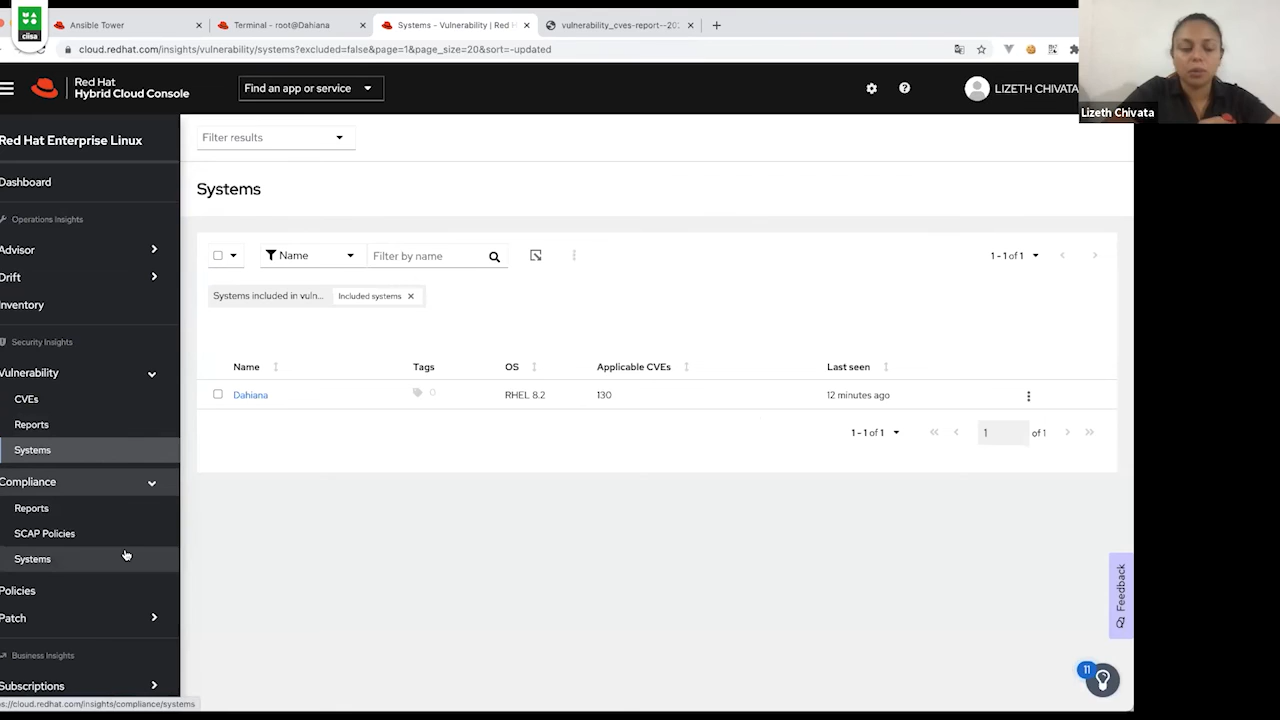 Ansible Tower
Terminal - root@Dahiana
Systems - Vulnerability | Red H
vulnerability_cves-report--202
clisa
cloud.redhat.com/insights/vulnerability/systems?excluded=false&page=1&page_size=20&sort=-updated
Red Hat
Hybrid Cloud Console
Find an app or service
LIZETH CHIVATA
Lizeth Chivata
Red Hat Enterprise Linux
Dashboard
Operations Insights
Advisor
Drift
Inventory
Security Insights
Vulnerability
CVEs
Reports
Systems
Compliance
Reports
SCAP Policies
Systems
Policies
Patch
Business Insights
Subscriptions
s://cloud.redhat.com/insights/compliance/systems
Filter results
Systems
Name
Filter by name
1 - 1 of 1
Systems included in vuln...
Included systems
Name
Tags
OS
Applicable CVEs
Last seen
Dahiana
0
RHEL 8.2
130
12 minutes ago
1 - 1 of 1
1
of 1
Feedback
11